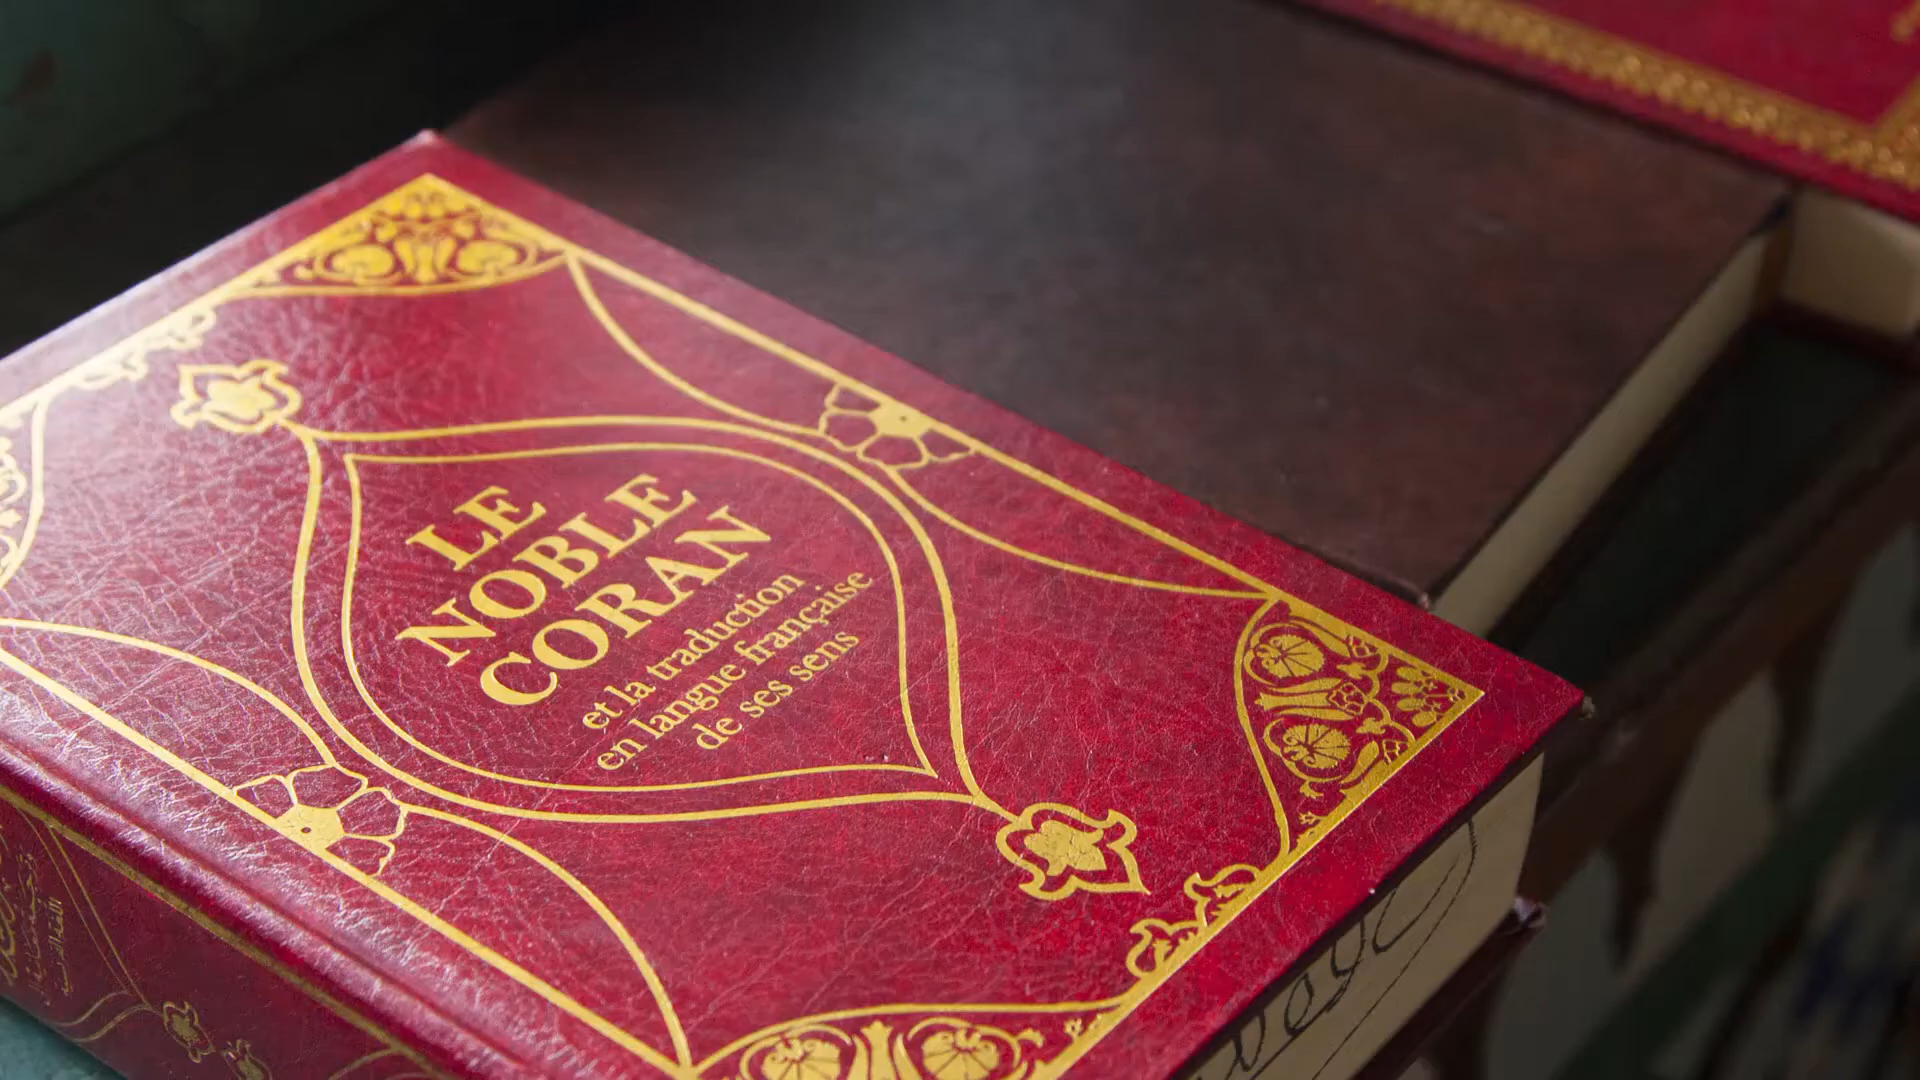 LE
NOBLE
CORAN
et la traduction
en langue française
de ses sens